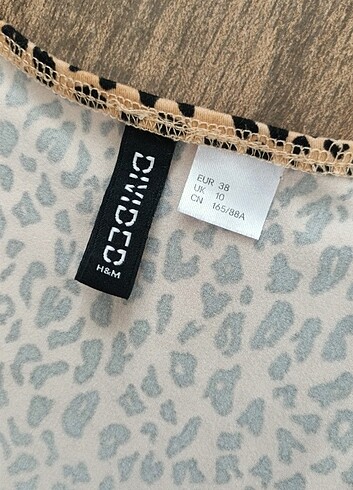 DIVIDED
H&M
EUR 38
UK 10
CN 165/88A